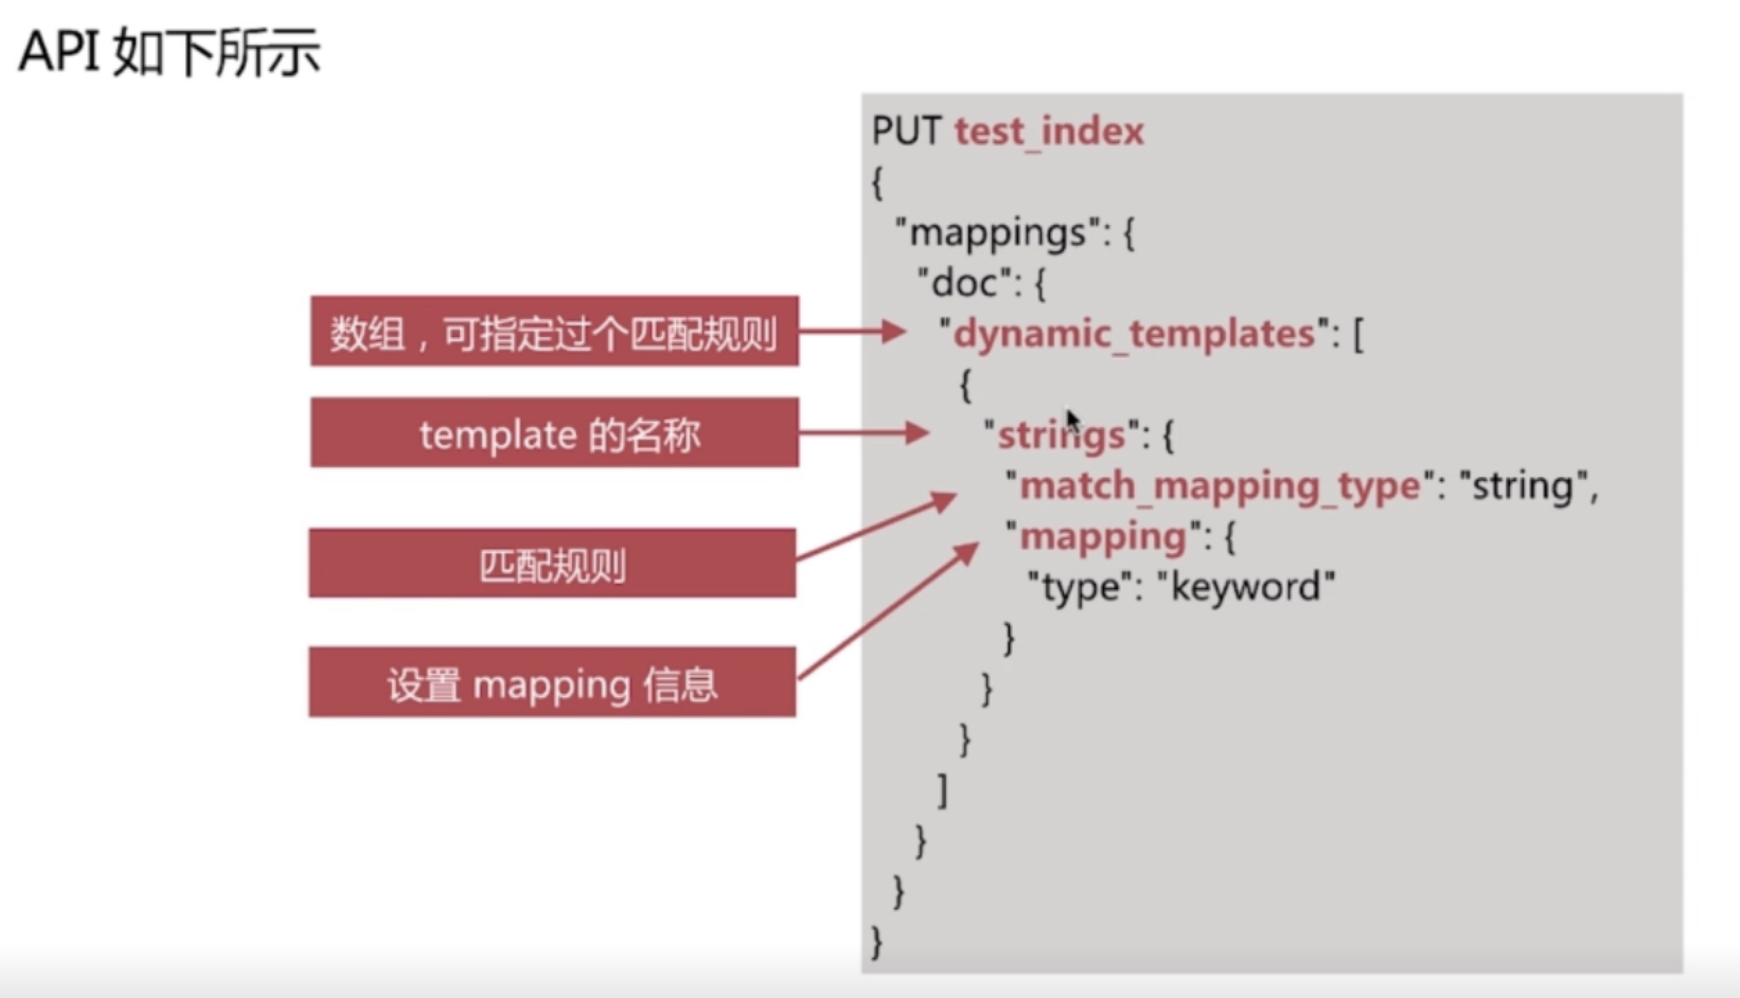 API 如下所示
数组，可指定过个匹配规则
template 的名称
匹配规则
设置 mapping 信息
PUT test_index
{
"mappings": {
"doc": {
"dynamic_templates": [
{
"strings": {
"match_mapping_type": "string",
"mapping": {
"type": "keyword"
}
}
}
]
}
}
}